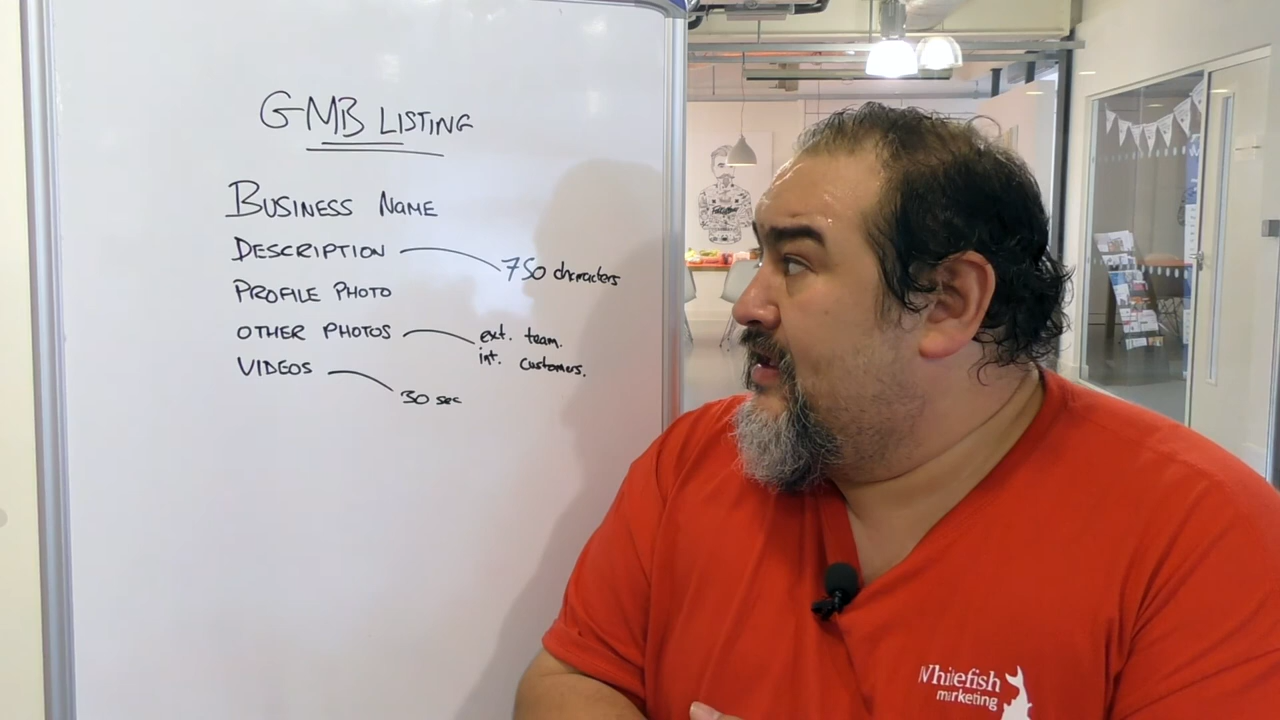 GMB LISTING
BUSINESS NAME
DESCRIPTION
750 characters
PROFILE PHOTO
OTHER PHOTOS
ext. team.
int. customers.
VIDEOS
30 sec
Whitefish
marketing